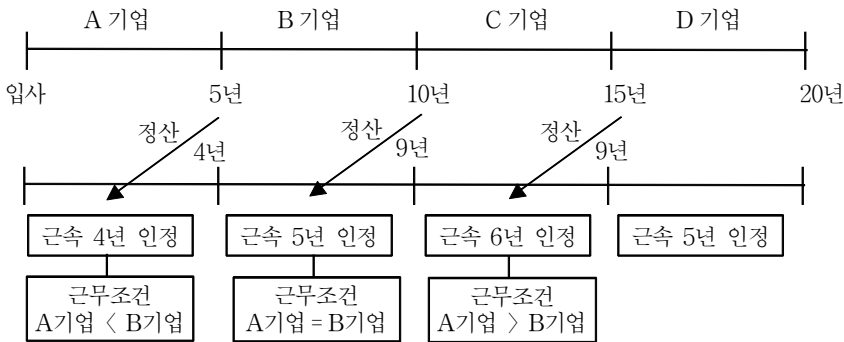 A 기업 B 기업 C 기업 D 기업
입사 5년 10년 15년 20년
정산 정산 정산
4년 9년 9년
근속 4년 인정 근속 5년 인정 근속 6년 인정 근속 5년 인정
근무조건 근무조건 근무조건
A기업 < B기업 A기업 = B기업 A기업 > B기업